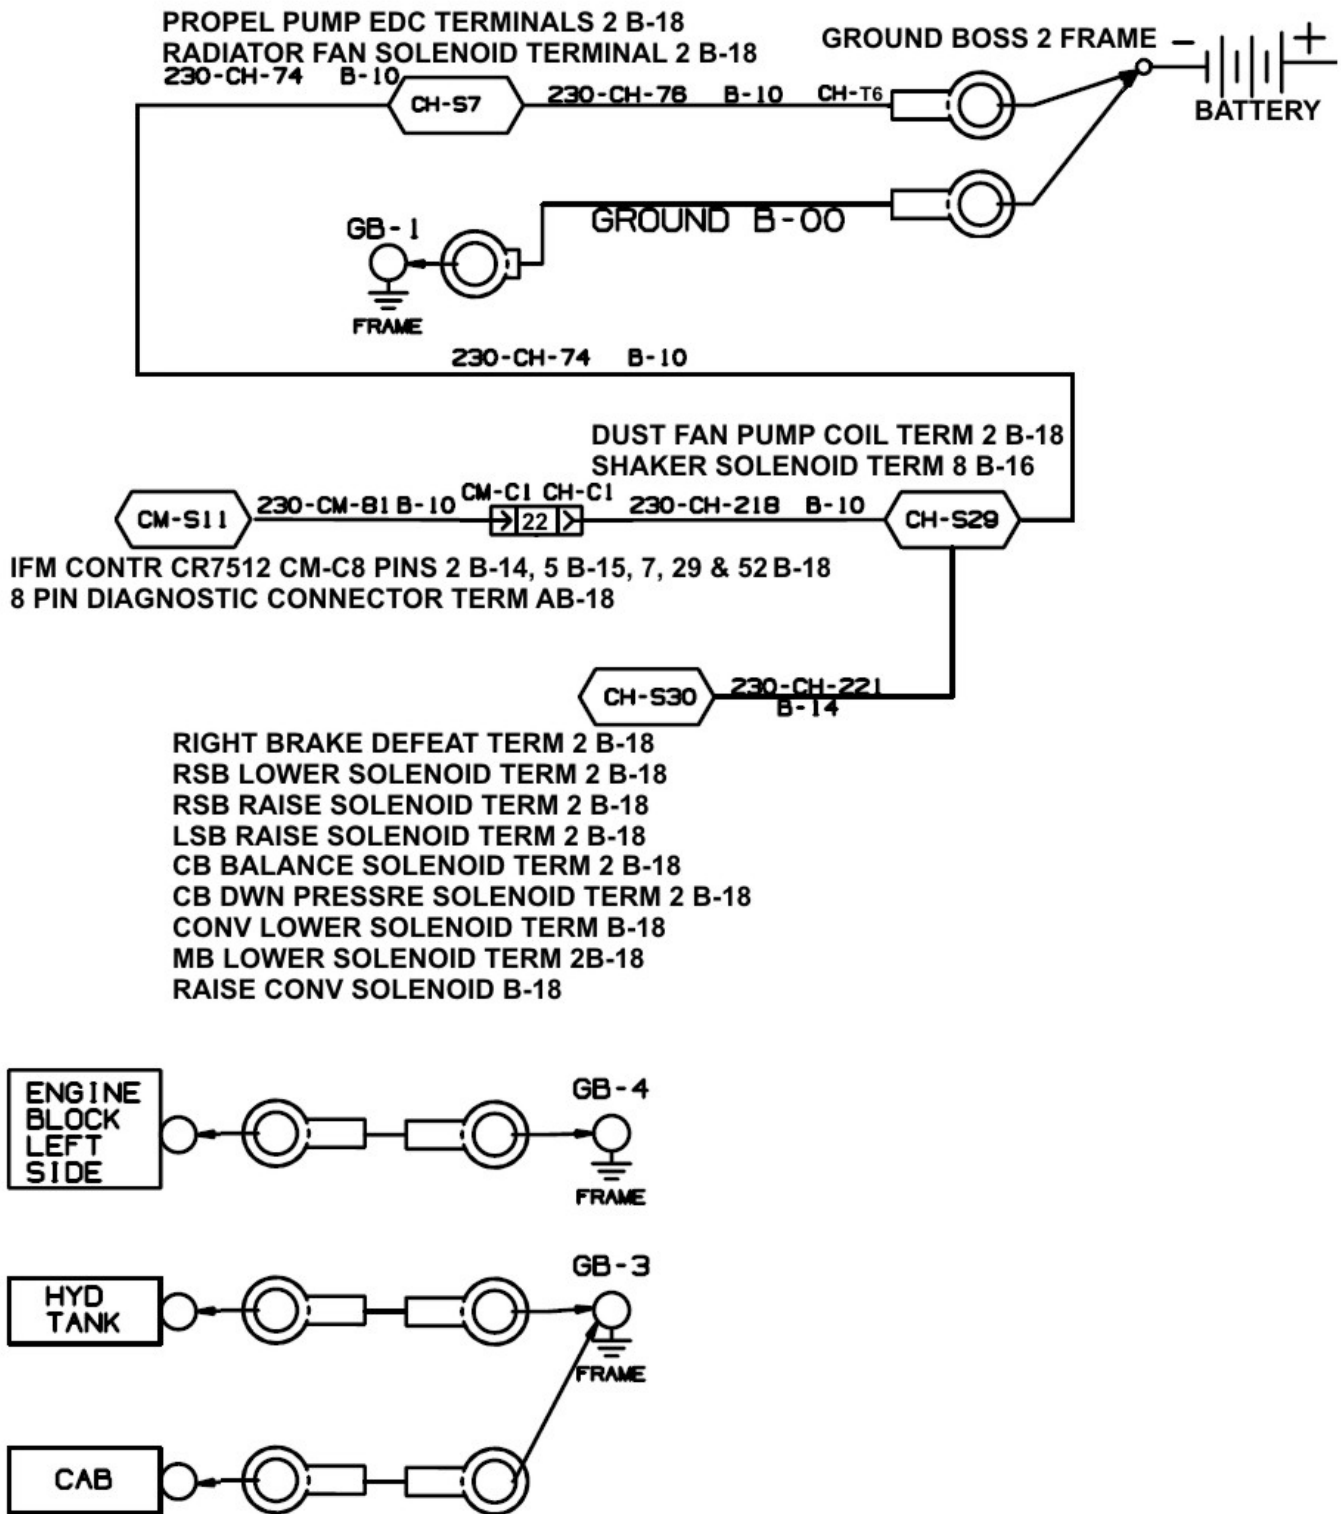 PROPEL PUMP EDC TERMINALS 2 B-18
RADIATOR FAN SOLENOID TERMINAL 2 B-18
GROUND BOSS 2 FRAME - +
230-CH-74 B-10
CH-S7
230-CH-76 B-10 CH-T6
BATTERY
GROUND B-00
GB-1
FRAME
230-CH-74 B-10
DUST FAN PUMP COIL TERM 2 B-18
SHAKER SOLENOID TERM 8 B-16
CM-S11
230-CM-81 B-10
CM-C1 CH-C1
22
230-CH-218 B-10
CH-S29
IFM CONTR CR7512 CM-C8 PINS 2 B-14, 5 B-15, 7, 29 & 52 B-18
8 PIN DIAGNOSTIC CONNECTOR TERM AB-18
CH-S30
230-CH-221
B-14
RIGHT BRAKE DEFEAT TERM 2 B-18
RSB LOWER SOLENOID TERM 2 B-18
RSB RAISE SOLENOID TERM 2 B-18
LSB RAISE SOLENOID TERM 2 B-18
CB BALANCE SOLENOID TERM 2 B-18
CB DWN PRESSRE SOLENOID TERM 2 B-18
CONV LOWER SOLENOID TERM B-18
MB LOWER SOLENOID TERM 2B-18
RAISE CONV SOLENOID B-18
ENGINE
BLOCK
LEFT
SIDE
GB-4
FRAME
HYD
TANK
GB-3
FRAME
CAB